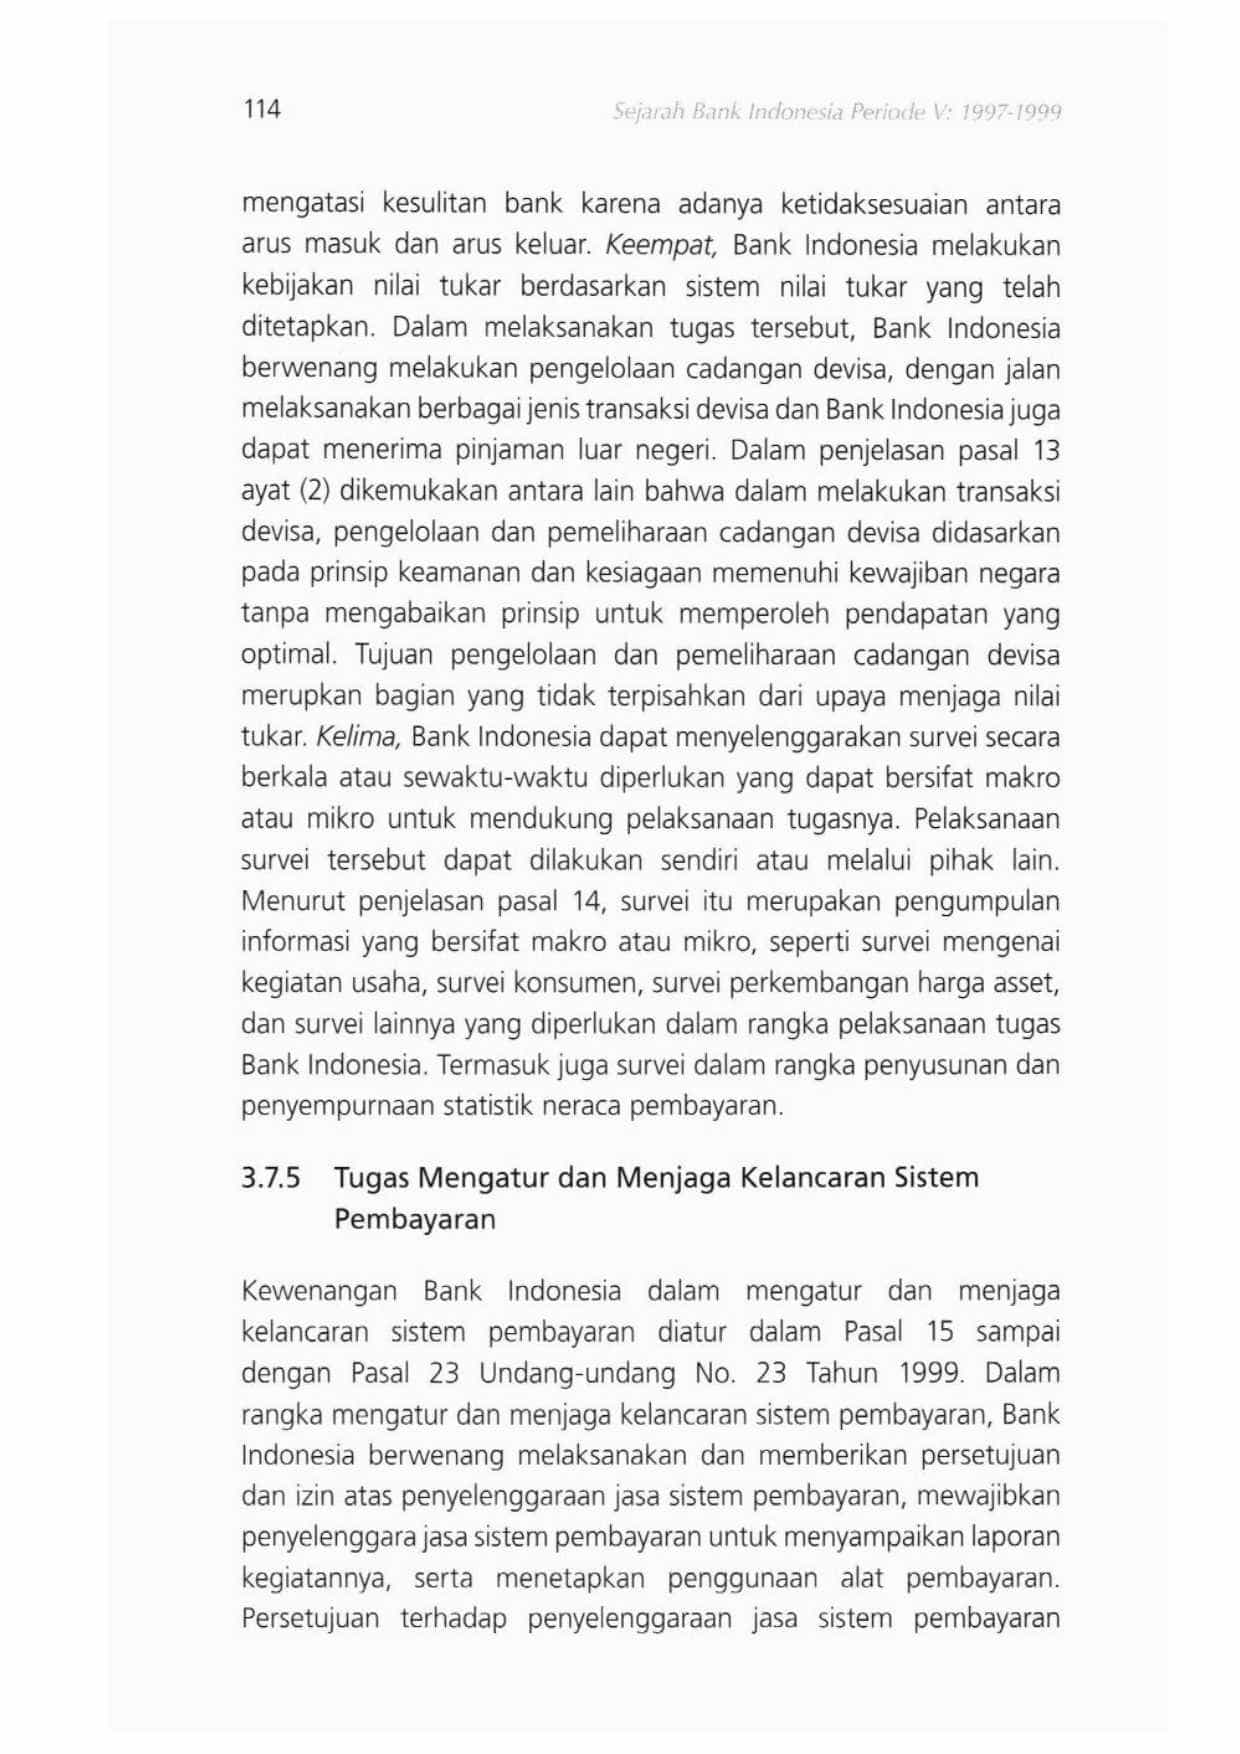 114
Sejarah Bank Indonesia Periode V: 1997-1999
mengatasi kesulitan bank karena adanya ketidaksesuaian antara
arus masuk dan arus keluar. Keempat, Bank Indonesia melakukan
kebijakan nilai tukar berdasarkan sistem nilai tukar yang telah
ditetapkan. Dalam melaksanakan tugas tersebut, Bank Indonesia
berwenang melakukan pengelolaan cadangan devisa, dengan jalan
melaksanakan berbagai jenis transaksi devisa dan Bank Indonesia juga
dapat menerima pinjaman luar negeri. Dalam penjelasan pasal 13
ayat (2) dikemukakan antara lain bahwa dalam melakukan transaksi
devisa, pengelolaan dan pemeliharaan cadangan devisa didasarkan
pada prinsip keamanan dan kesiagaan memenuhi kewajiban negara
tanpa mengabaikan prinsip untuk memperoleh pendapatan yang
optimal. Tujuan pengelolaan dan pemeliharaan cadangan devisa
merupkan bagian yang tidak terpisahkan dari upaya menjaga nilai
tukar. Kelima, Bank Indonesia dapat menyelenggarakan survei secara
berkala atau sewaktu-waktu diperlukan yang dapat bersifat makro
atau mikro untuk mendukung pelaksanaan tugasnya. Pelaksanaan
survei tersebut dapat dilakukan sendiri atau melalui pihak lain.
Menurut penjelasan pasal 14, survei itu merupakan pengumpulan
informasi yang bersifat makro atau mikro, seperti survei mengenai
kegiatan usaha, survei konsumen, survei perkembangan harga asset,
dan survei lainnya yang diperlukan dalam rangka pelaksanaan tugas
Bank Indonesia. Termasuk juga survei dalam rangka penyusunan dan
penyempurnaan statistik neraca pembayaran.
3.7.5 Tugas Mengatur dan Menjaga Kelancaran Sistem
Pembayaran
Kewenangan Bank Indonesia dalam mengatur dan menjaga
kelancaran sistem pembayaran diatur dalam Pasal 15 sampai
dengan Pasal 23 Undang-undang No. 23 Tahun 1999. Dalam
rangka mengatur dan menjaga kelancaran sistem pembayaran, Bank
Indonesia berwenang melaksanakan dan memberikan persetujuan
dan izin atas penyelenggaraan jasa sistem pembayaran, mewajibkan
penyelenggara jasa sistem pembayaran untuk menyampaikan laporan
kegiatannya, serta menetapkan penggunaan alat pembayaran.
Persetujuan terhadap penyelenggaraan jasa sistem pembayaran